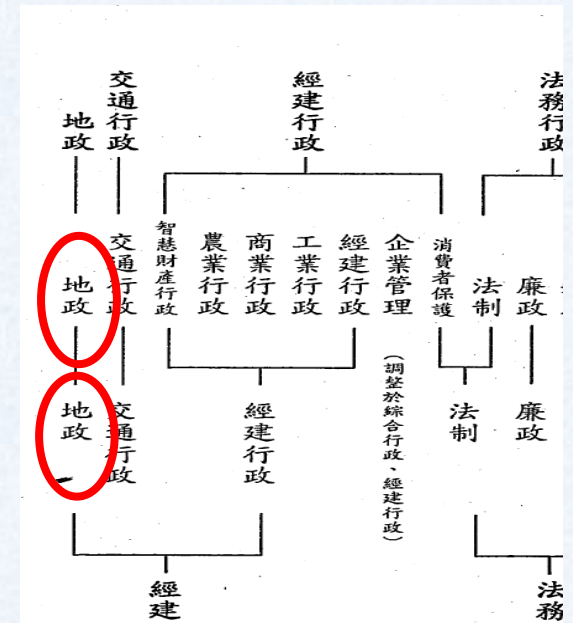 地政
交通行政
經建行政
法務行政
地政
交通行政
智慧財產行政
農業行政
商業行政
工業行政
經建行政
企業管理
消費者保護
法制
廉政
地政
交通行政
經建行政
（調整於綜合行政、經建行政）
法制
廉政
經建
法務